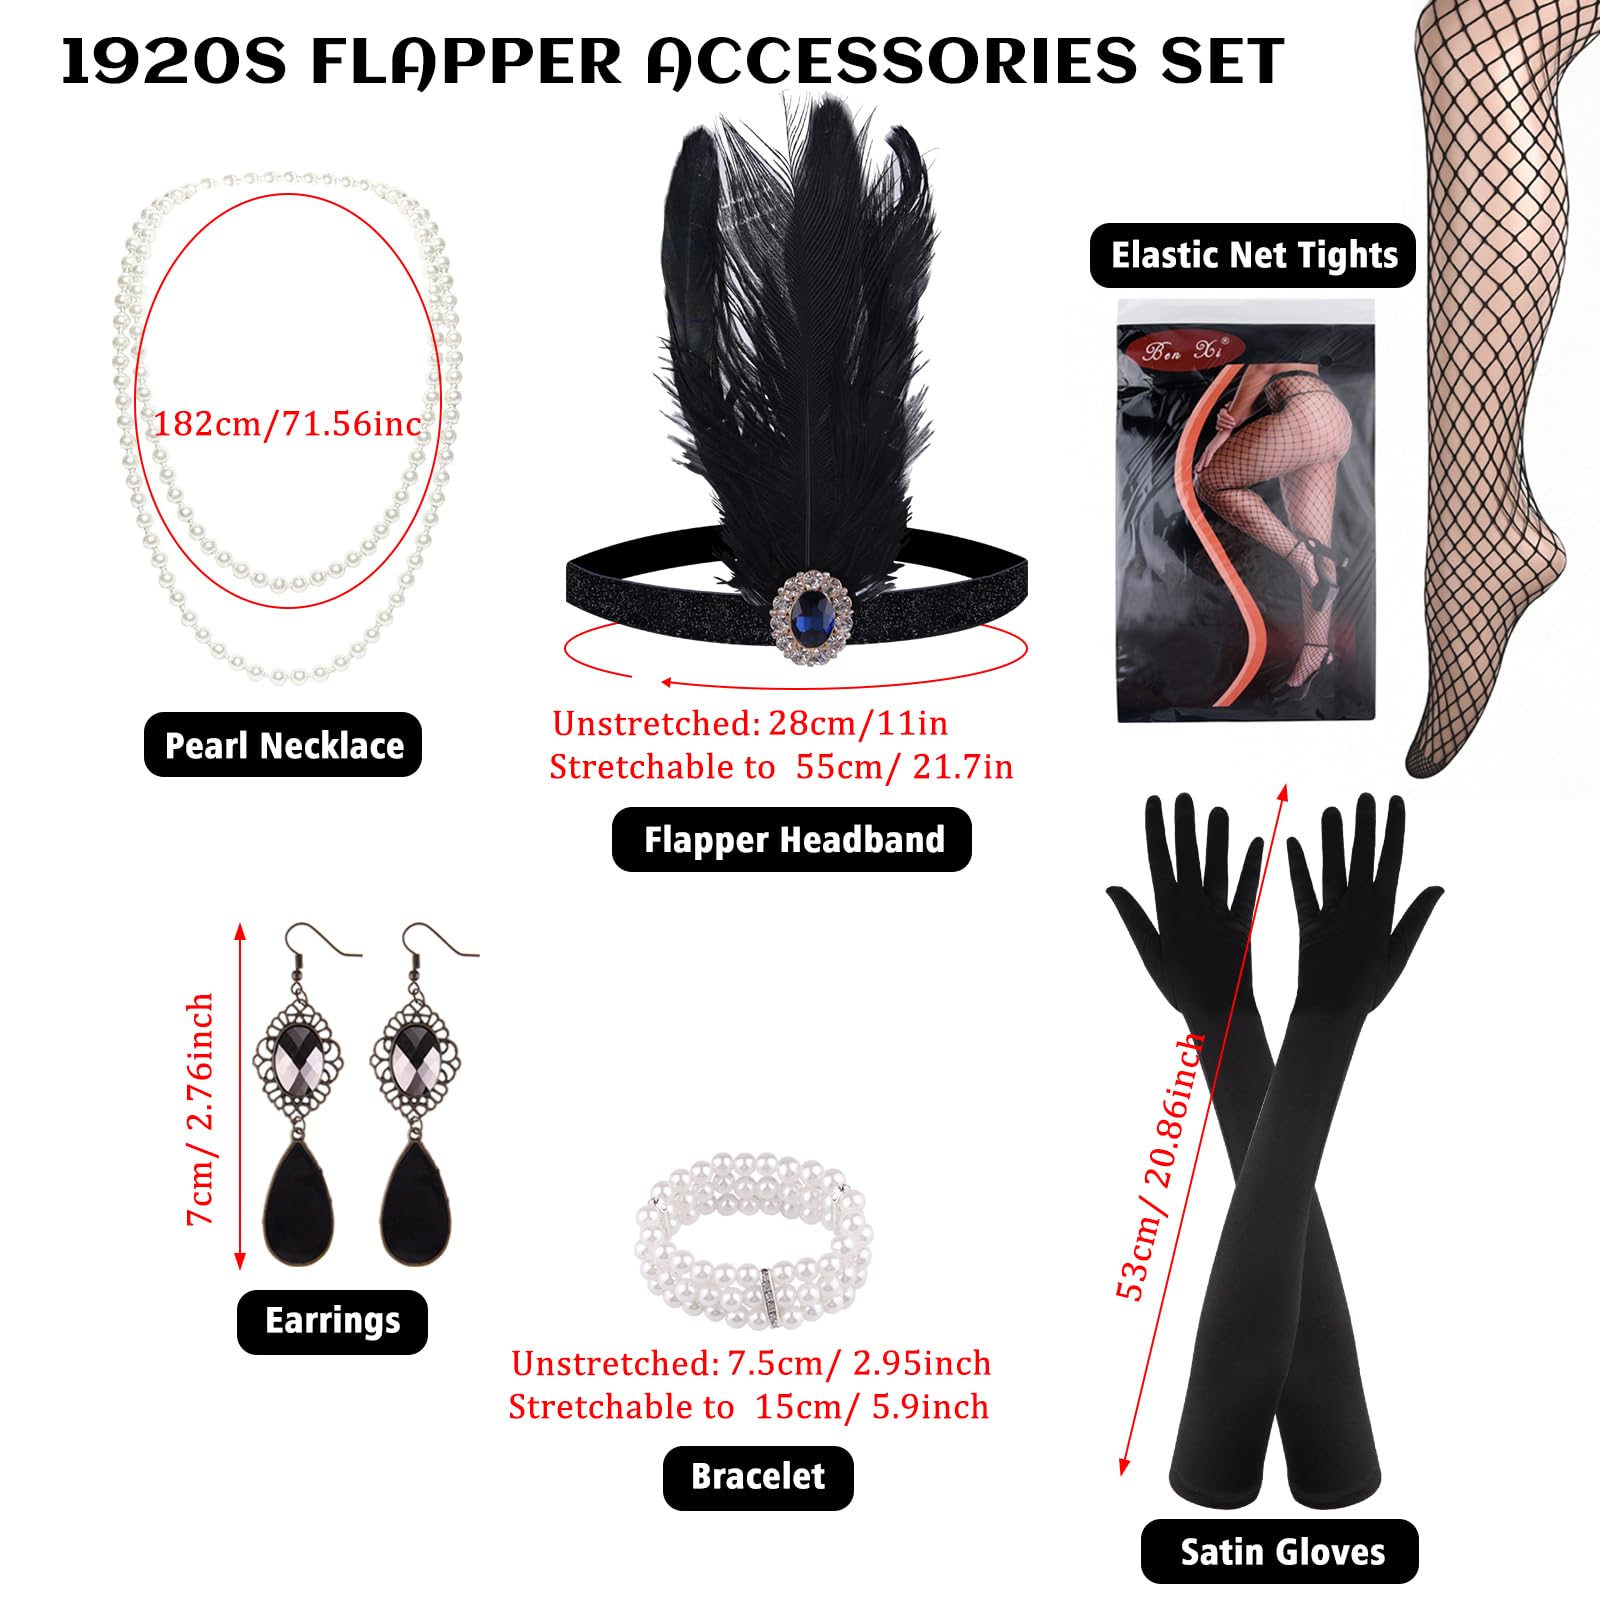 1920S FLAPPER ACCESSORIES SET
Elastic Net Tights
Ben Xi®
182cm/71.56inc
Pearl Necklace
Unstretched: 28cm/11in
Stretchable to 55cm/ 21.7in
Flapper Headband
7cm/ 2.76inch
Earrings
Unstretched: 7.5cm/ 2.95inch
Stretchable to 15cm/ 5.9inch
Bracelet
53cm/ 20.86inch
Satin Gloves